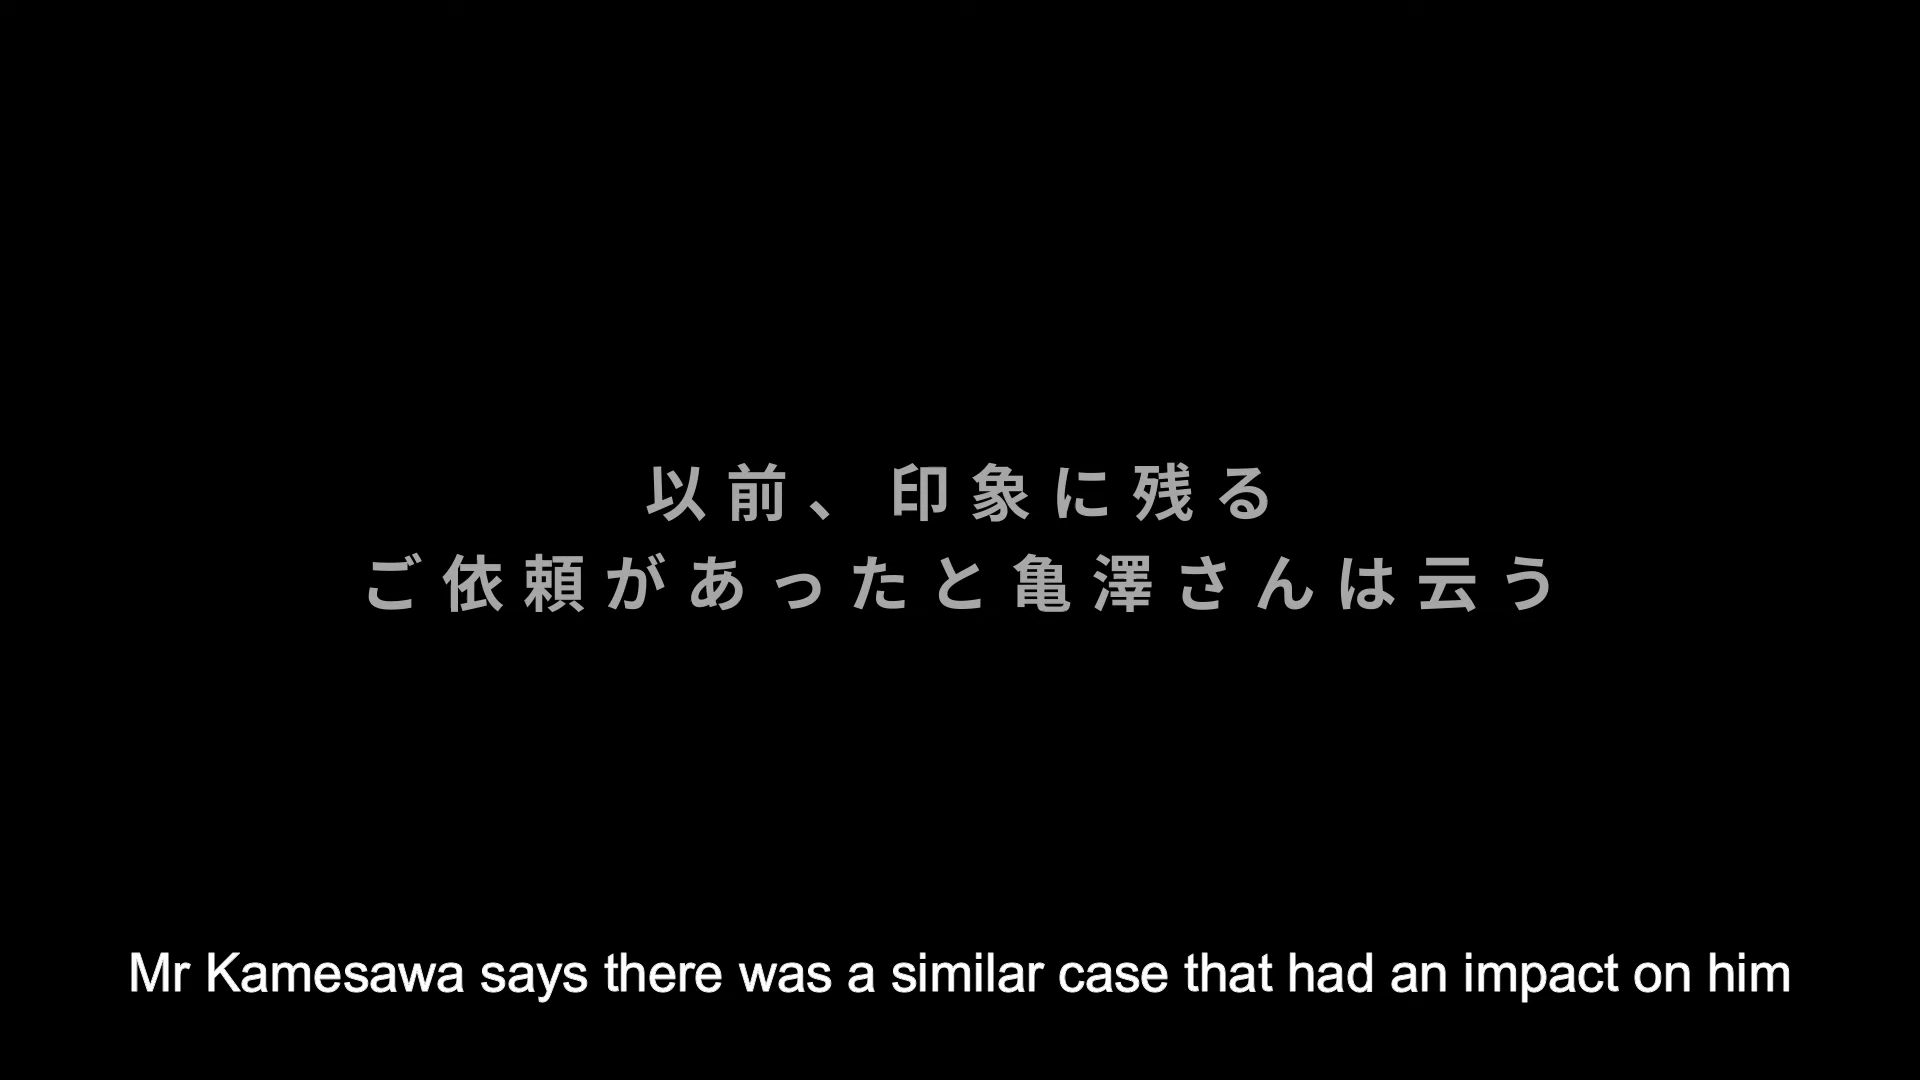 以前、印象に残る
ご依頼があったと亀澤さんは云う
Mr Kamesawa says there was a similar case that had an impact on him